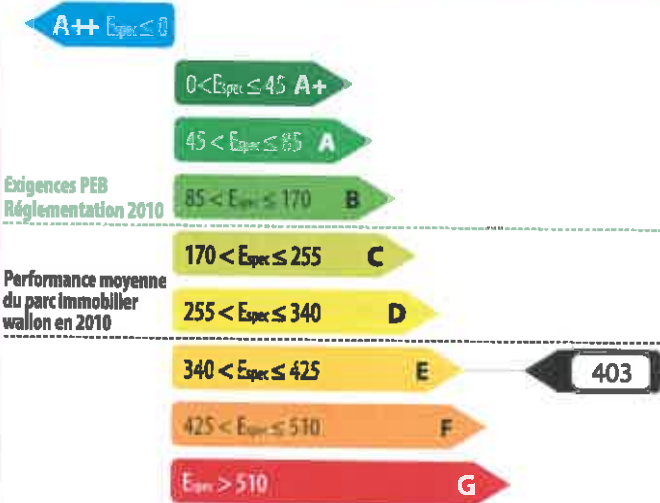 A++ Espec ≤ 0
0 < Espec ≤ 45 A+
45 < Espec ≤ 85 A
Exigences PEB
Réglementation 2010
85 < Espec ≤ 170 B
170 < Espec ≤ 255 C
Performance moyenne
du parc immobilier
wallon en 2010
255 < Espec ≤ 340 D
340 < Espec ≤ 425 E
403
425 < Espec ≤ 510 F
Espec > 510 G